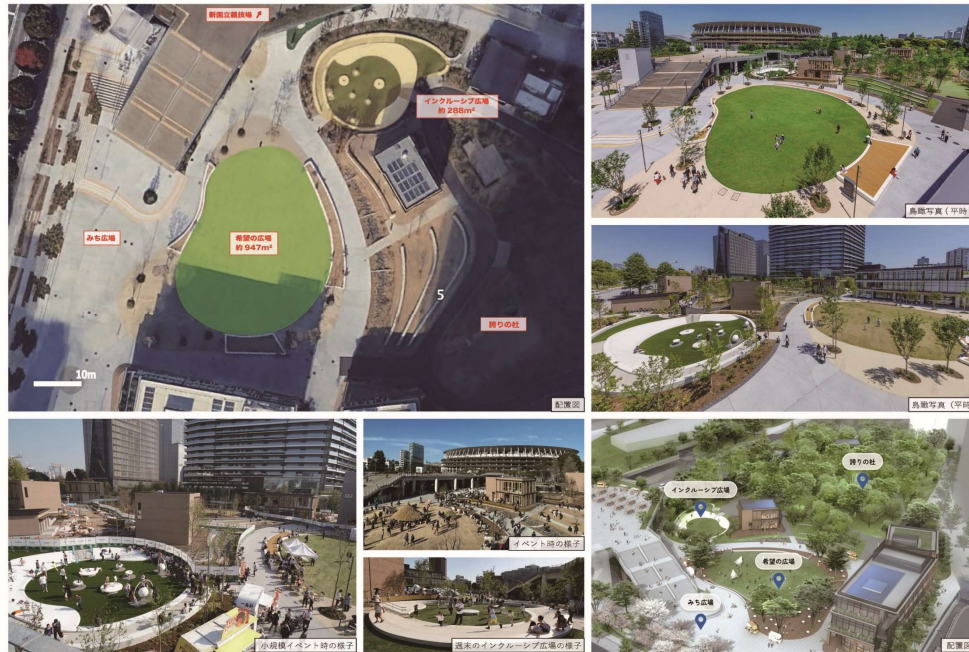 新国立競技場
インクルーシブ広場
約 288m²
希望の広場
約 947m²
みち広場
5
誇りの杜
10m
配置図
鳥瞰写真(平時
鳥瞰写真(平時
小規模イベント時の様子
イベント時の様子
週末のインクルーシブ広場の様子
誇りの杜
インクルーシブ広場
希望の広場
みち広場
配置図